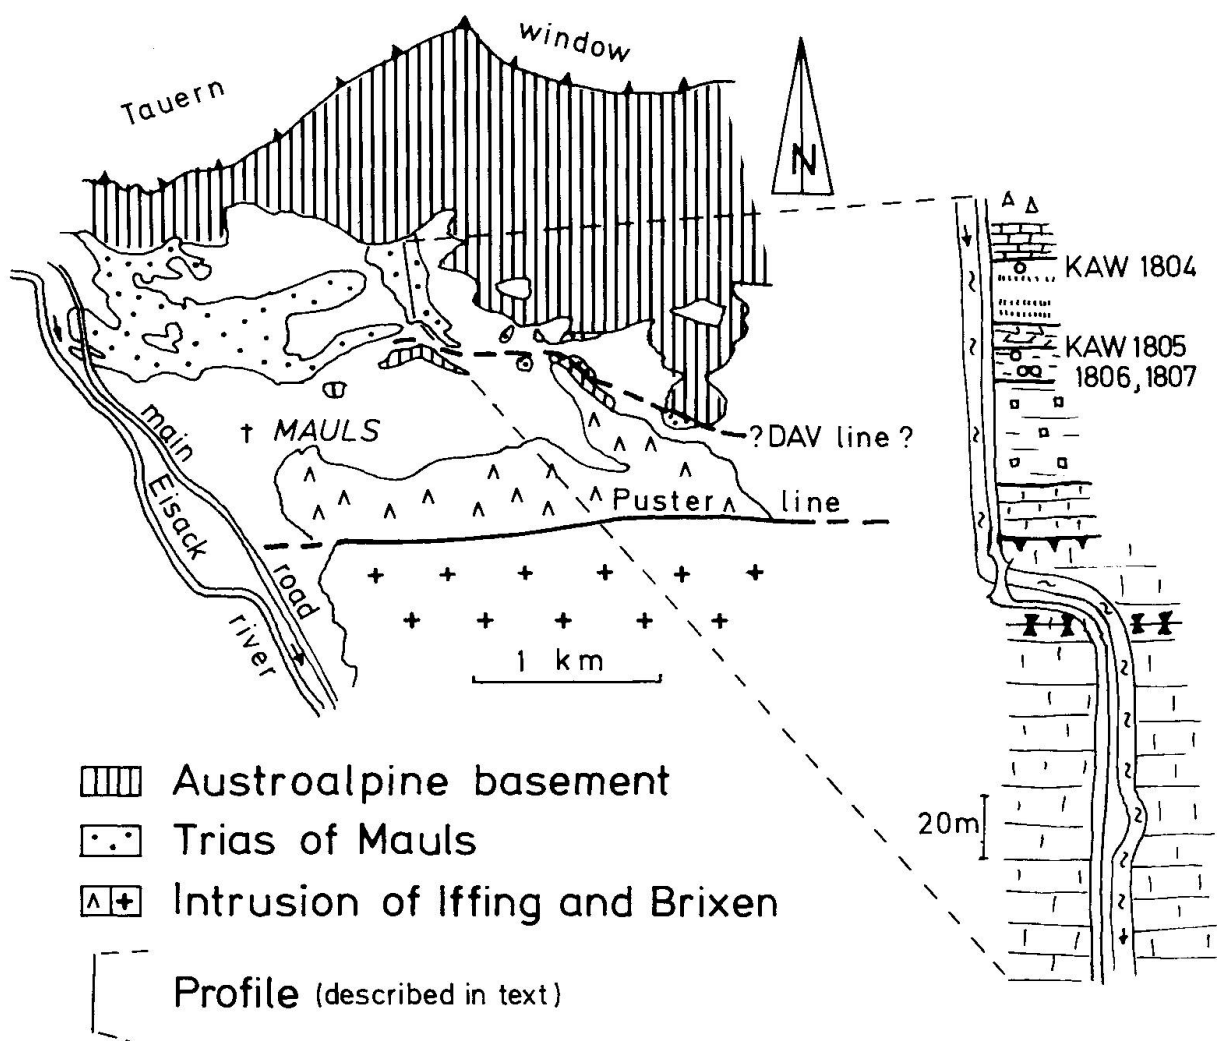 Tauern window
N
KAW 1804
KAW 1805
1806, 1807
† MAULS
?DAV line?
main road
Eisack river
Puster line
1 km
20m
Austroalpine basement
Trias of Mauls
Intrusion of Iffing and Brixen
Profile (described in text)